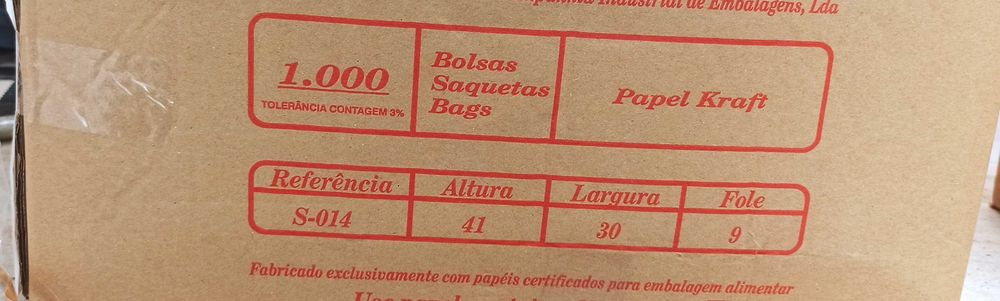 Industrial de Embalagens, Lda
1.000
TOLERÂNCIA CONTAGEM 3%
Bolsas
Saquetas
Bags
Papel Kraft
Referência Altura Largura Fole
S-014 41 30 9
Fabricado exclusivamente com papéis certificados para embalagem alimentar